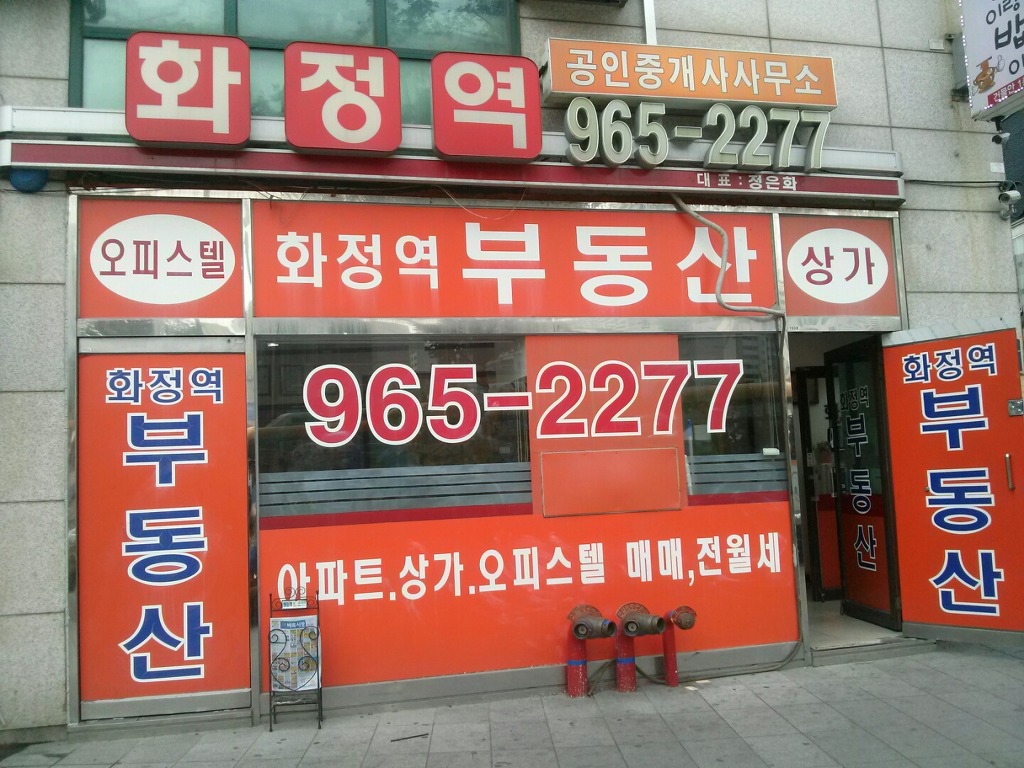 화정역
공인중개사사무소
965-2277
대표:정은화
오피스텔
화정역 부동산
상가
화정역
부동산
965-2277
아파트.상가.오피스텔 매매,전월세
화정역
부동산
화정역
부동산